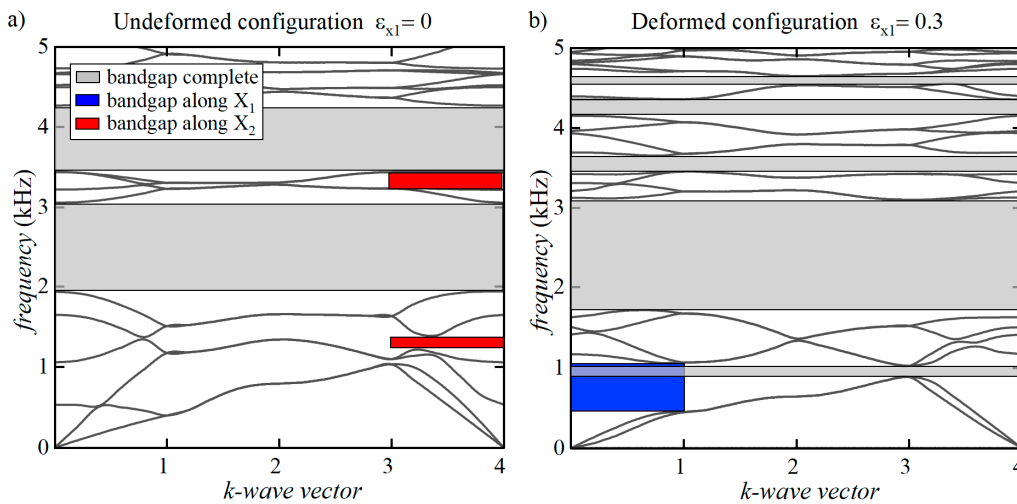 a) Undeformed configuration ε_x1= 0
5
4
3
2
1
0
frequency (kHz)
bandgap complete
bandgap along X₁
bandgap along X₂
1 2 3 4
k-wave vector
b) Deformed configuration ε_x1= 0.3
5
4
3
2
1
0
frequency (kHz)
1 2 3 4
k-wave vector